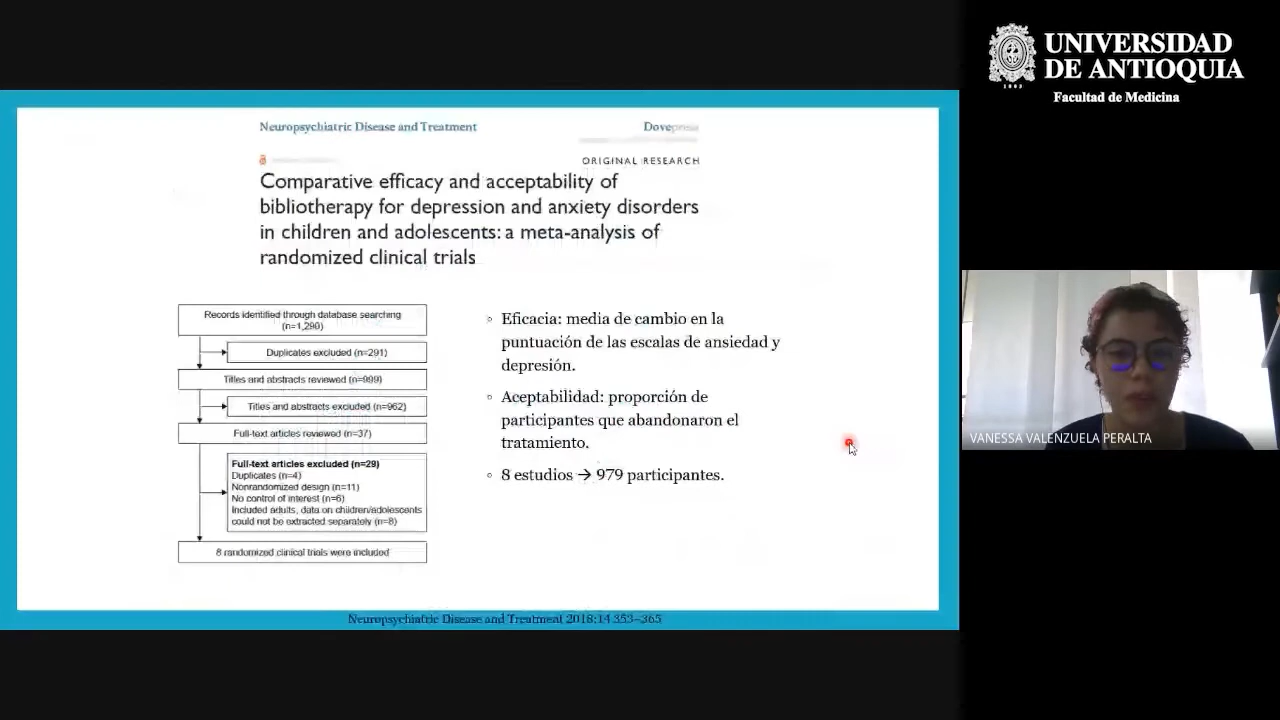 UNIVERSIDAD
DE ANTIOQUIA
1803
Facultad de Medicina
Neuropsychiatric Disease and Treatment
Dovepress
ORIGINAL RESEARCH
Comparative efficacy and acceptability of
bibliotherapy for depression and anxiety disorders
in children and adolescents: a meta-analysis of
randomized clinical trials
Records identified through database searching
(n=1,290)
Duplicates excluded (n=291)
Titles and abstracts reviewed (n=999)
Titles and abstracts excluded (n=962)
Full-text articles reviewed (n=37)
Full-text articles excluded (n=29)
Duplicates (n=4)
Nonrandomized design (n=11)
No control of interest (n=6)
Included adults, data on children/adolescents
could not be extracted separately (n=8)
8 randomized clinical trials were included
◦ Eficacia: media de cambio en la
puntuación de las escalas de ansiedad y
depresión.
◦ Aceptabilidad: proporción de
participantes que abandonaron el
tratamiento.
◦ 8 estudios → 979 participantes.
Neuropsychiatric Disease and Treatment 2018:14 353–365
VANESSA VALENZUELA PERALTA